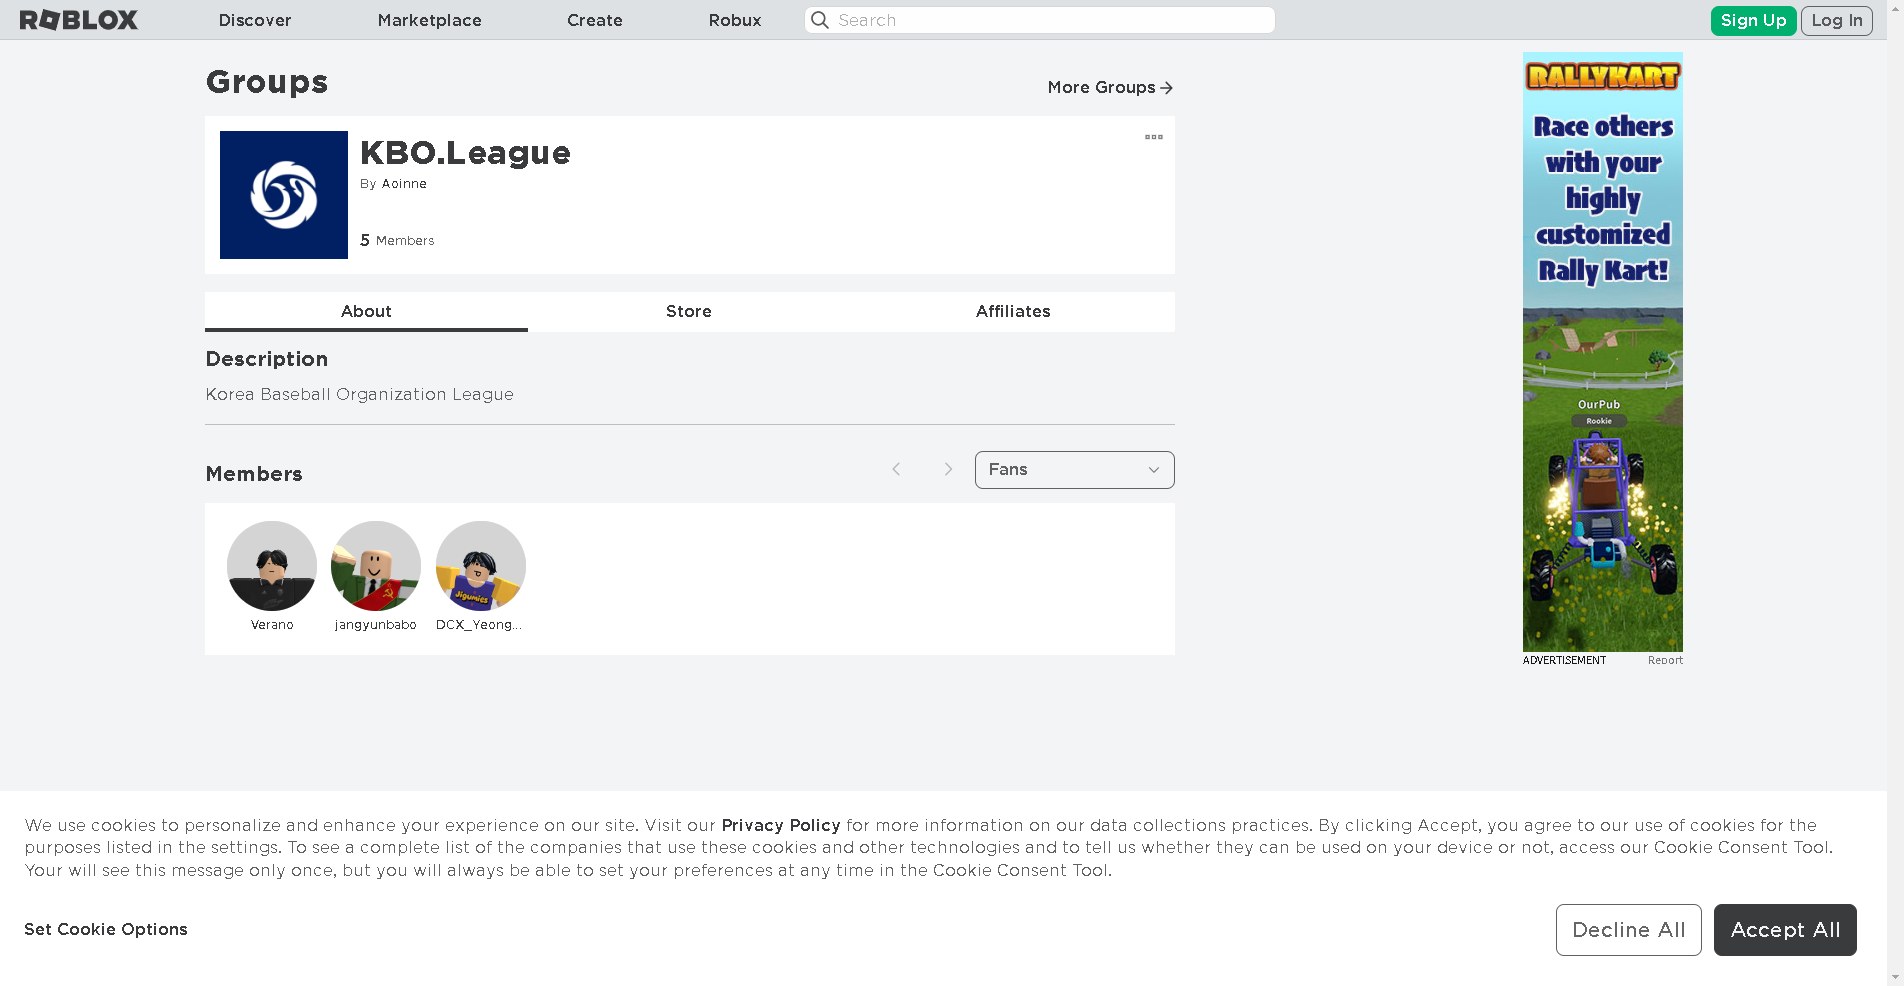 ROBLOX
Discover
Marketplace
Create
Robux
Search
Sign Up
Log In
Groups
More Groups
KBO.League
By Aoinne
5 Members
About
Store
Affiliates
Description
Korea Baseball Organization League
Members
Fans
Jigumies
Verano
jangyunbabo
DCX_Yeong...
RALLYKART
Race others
with your
highly
customized
Rally Kart!
OurPub
Rookie
ADVERTISEMENT
Report
We use cookies to personalize and enhance your experience on our site. Visit our Privacy Policy for more information on our data collections practices. By clicking Accept, you agree to our use of cookies for the
purposes listed in the settings. To see a complete list of the companies that use these cookies and other technologies and to tell us whether they can be used on your device or not, access our Cookie Consent Tool.
Your will see this message only once, but you will always be able to set your preferences at any time in the Cookie Consent Tool.
Set Cookie Options
Decline All
Accept All